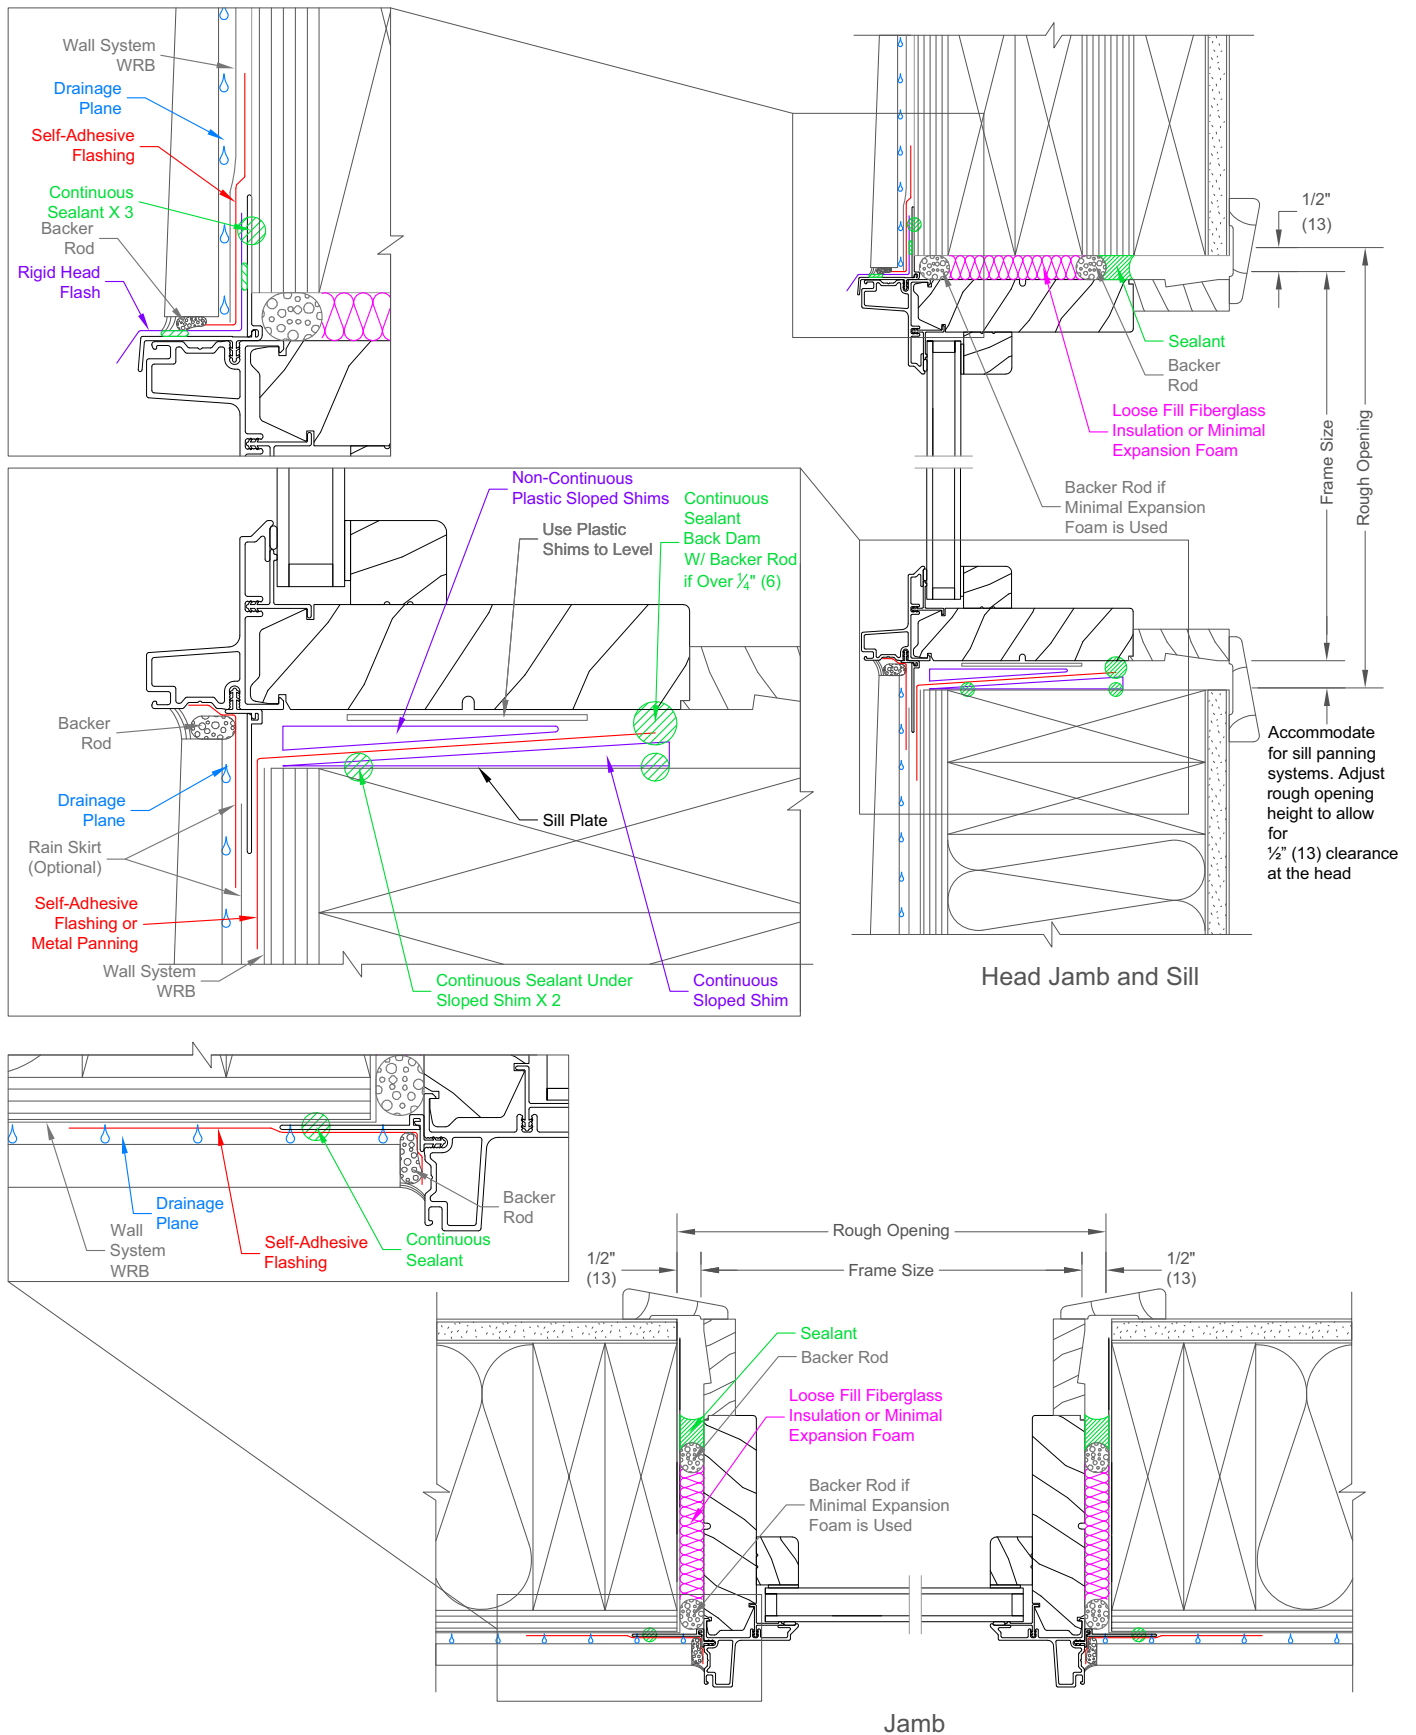 Wall System
WRB
Drainage
Plane
Self-Adhesive
Flashing
Continuous
Sealant X 3
Backer
Rod
Rigid Head
Flash
1/2"
(13)
Sealant
Backer
Rod
Loose Fill Fiberglass
Insulation or Minimal
Expansion Foam
Backer Rod if
Minimal Expansion
Foam is Used
Frame Size
Rough Opening
Non-Continuous
Plastic Sloped Shims
Use Plastic
Shims to Level
Continuous
Sealant
Back Dam
W/ Backer Rod
if Over ¼" (6)
Backer
Rod
Drainage
Plane
Rain Skirt
(Optional)
Self-Adhesive
Flashing or
Metal Panning
Wall System
WRB
Sill Plate
Continuous Sealant Under
Sloped Shim X 2
Continuous
Sloped Shim
Accommodate
for sill panning
systems. Adjust
rough opening
height to allow
for
½" (13) clearance
at the head
Head Jamb and Sill
Drainage
Plane
Wall
System
WRB
Self-Adhesive
Flashing
Continuous
Sealant
Backer
Rod
Rough Opening
1/2"
(13)
Frame Size
1/2"
(13)
Sealant
Backer Rod
Loose Fill Fiberglass
Insulation or Minimal
Expansion Foam
Backer Rod if
Minimal Expansion
Foam is Used
Jamb